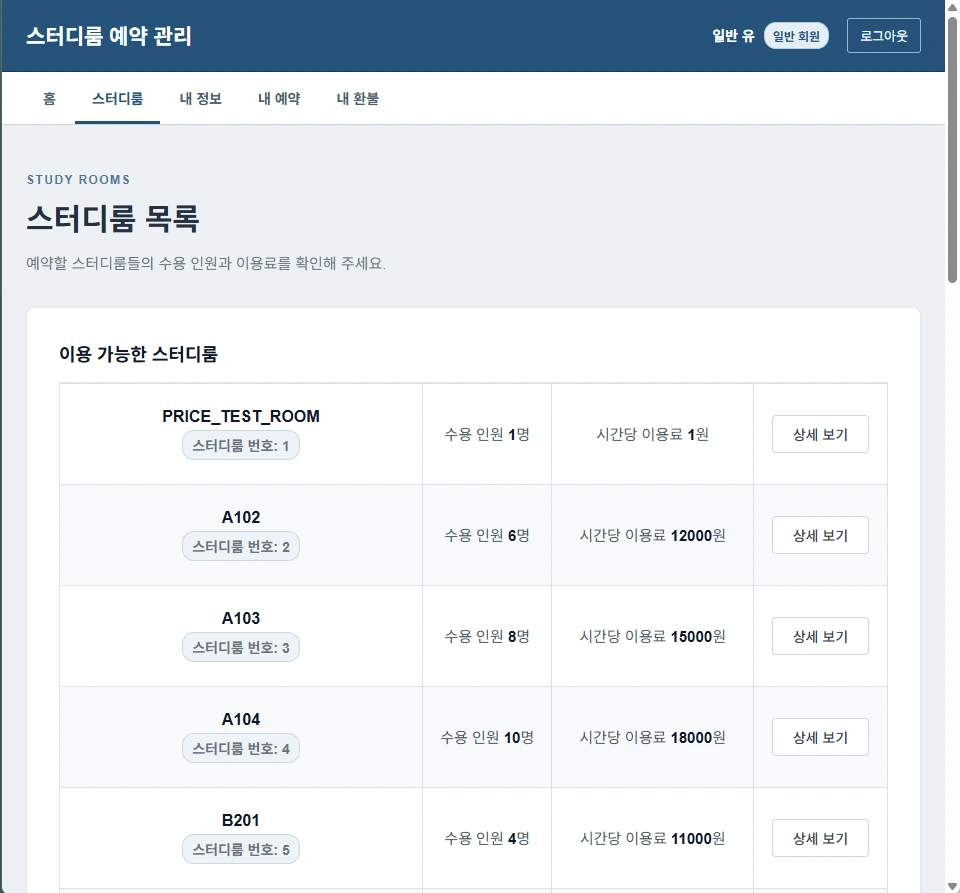 스터디룸 예약 관리
일반 유 일반 회원 로그아웃
홈 스터디룸 내 정보 내 예약 내 환불
STUDY ROOMS
스터디룸 목록
예약할 스터디룸들의 수용 인원과 이용료를 확인해 주세요.
이용 가능한 스터디룸
PRICE_TEST_ROOM
스터디룸 번호: 1
수용 인원 1명
시간당 이용료 1원
상세 보기
A102
스터디룸 번호: 2
수용 인원 6명
시간당 이용료 12000원
상세 보기
A103
스터디룸 번호: 3
수용 인원 8명
시간당 이용료 15000원
상세 보기
A104
스터디룸 번호: 4
수용 인원 10명
시간당 이용료 18000원
상세 보기
B201
스터디룸 번호: 5
수용 인원 4명
시간당 이용료 11000원
상세 보기